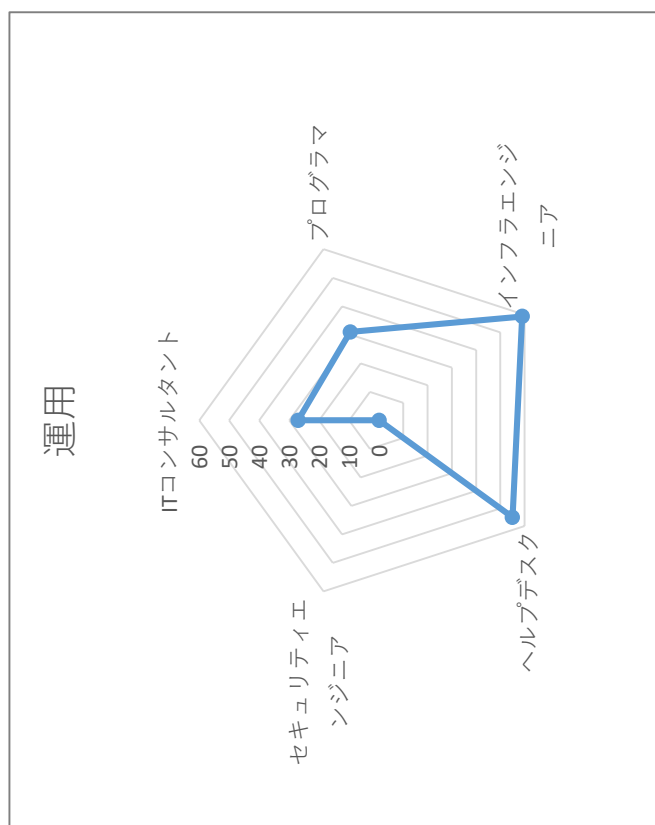 運用
ITコンサルタント
プログラマ
インフラエンジ
ニア
ヘルプデスク
セキュリティエ
ンジニア
60
50
40
30
20
10
0